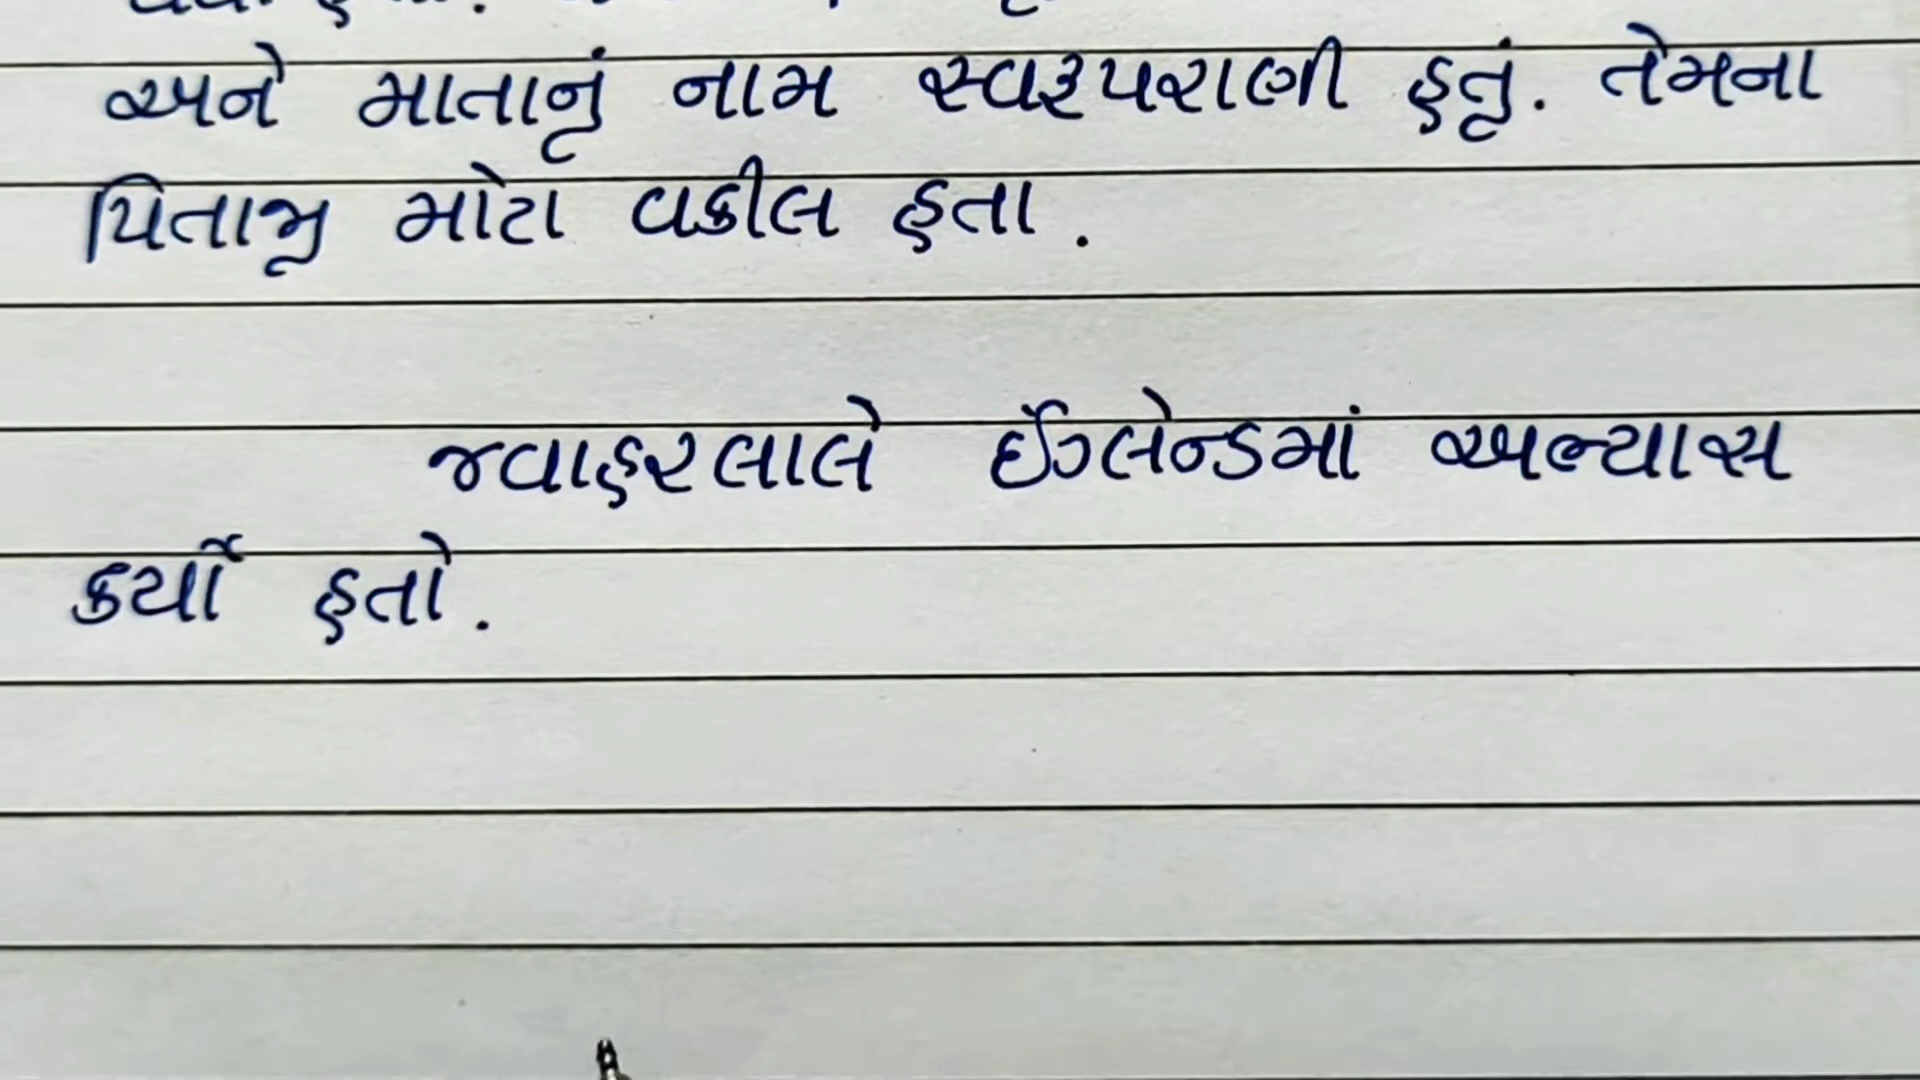 અને માતાનું નામ સ્વરૂપરાણી હતું. તેમના
પિતાજી મોટા વકીલ હતા.
જવાહરલાલે ઈંગ્લેન્ડમાં અભ્યાસ
કર્યો હતો.